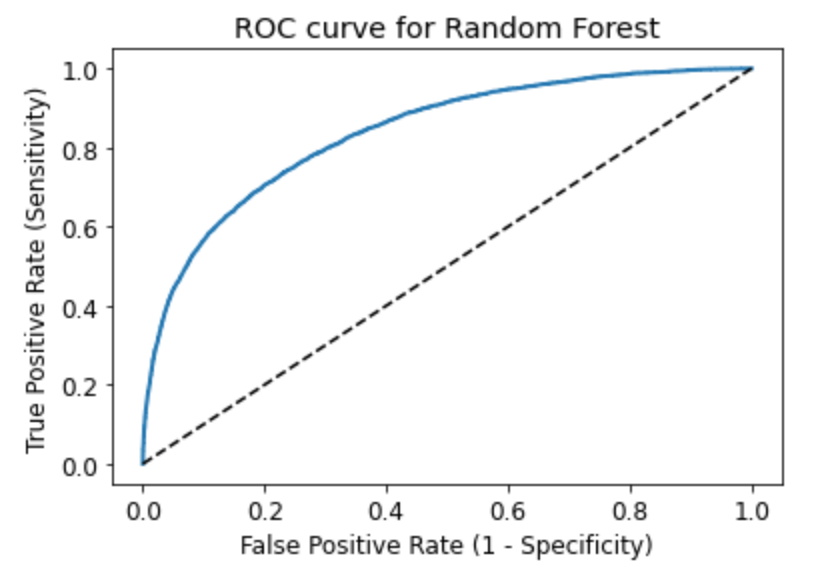 ROC curve for Random Forest
True Positive Rate (Sensitivity)
1.0
0.8
0.6
0.4
0.2
0.0
0.0 0.2 0.4 0.6 0.8 1.0
False Positive Rate (1 - Specificity)